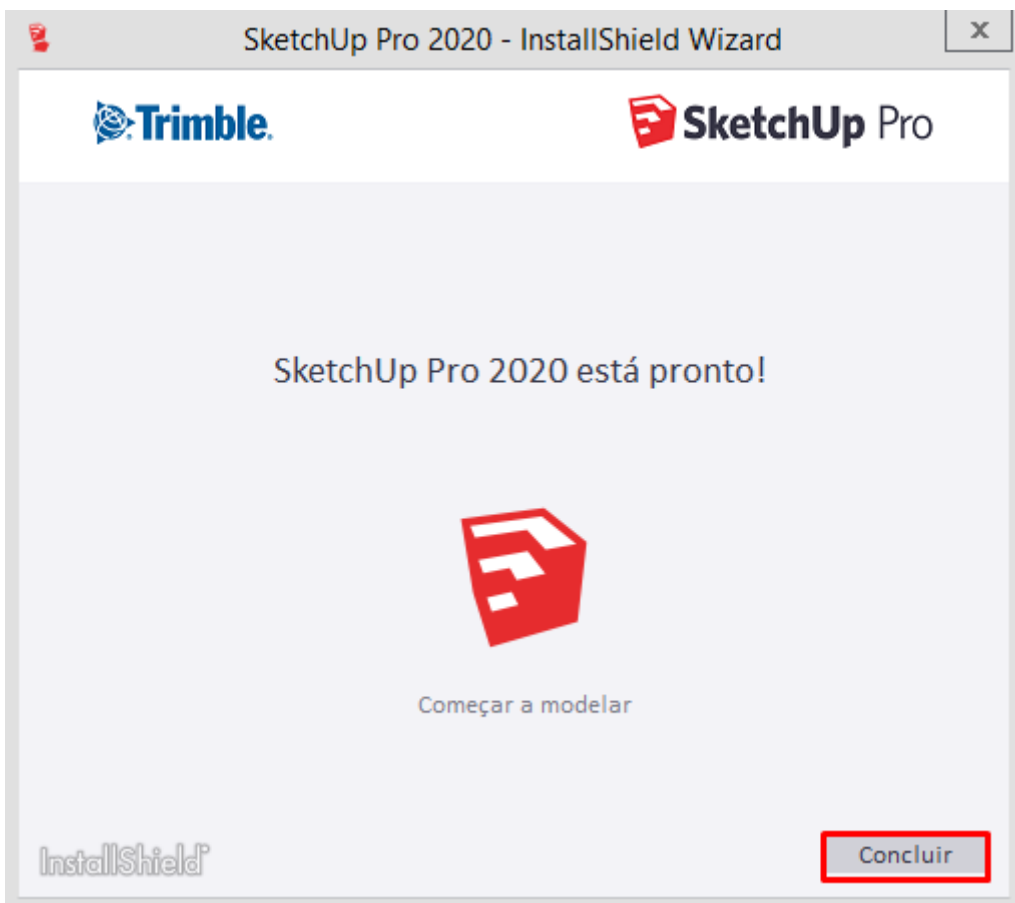 SketchUp Pro 2020 - InstallShield Wizard
Trimble.
SketchUp Pro
SketchUp Pro 2020 está pronto!
Começar a modelar
InstallShield®
Concluir